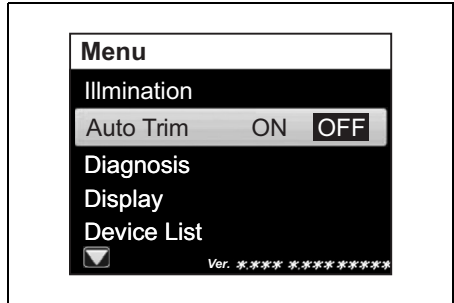 Menu
Illmination
Auto Trim ON OFF
Diagnosis
Display
Device List
Ver. *.*** *.*********